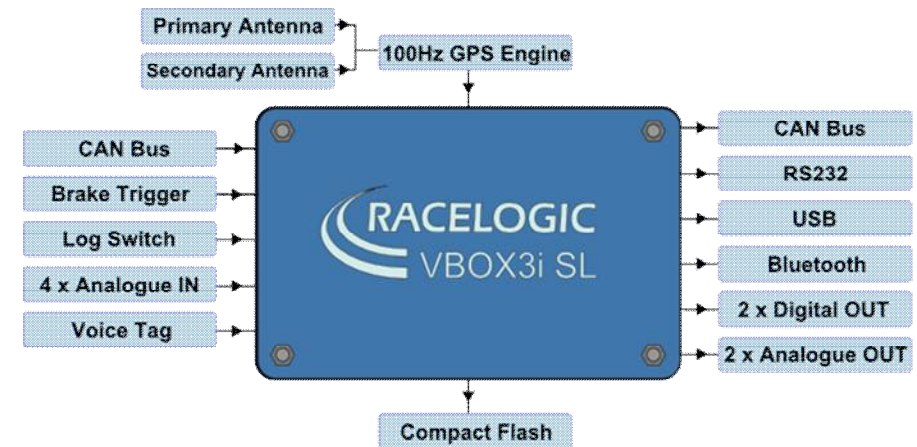 Primary Antenna
Secondary Antenna
100Hz GPS Engine
CAN Bus
Brake Trigger
Log Switch
4 x Analogue IN
Voice Tag
RACELOGIC
VBOX3i SL
CAN Bus
RS232
USB
Bluetooth
2 x Digital OUT
2 x Analogue OUT
Compact Flash